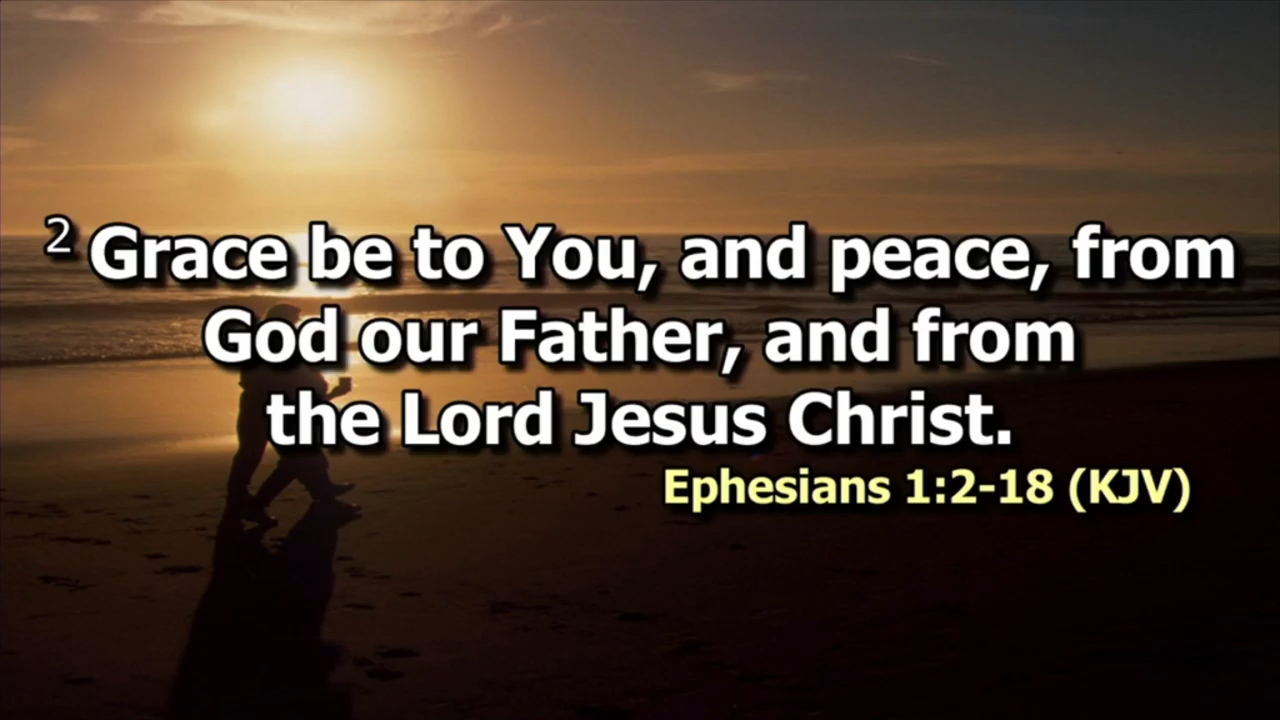 2 Grace be to You, and peace, from
God our Father, and from
the Lord Jesus Christ.
Ephesians 1:2-18 (KJV)